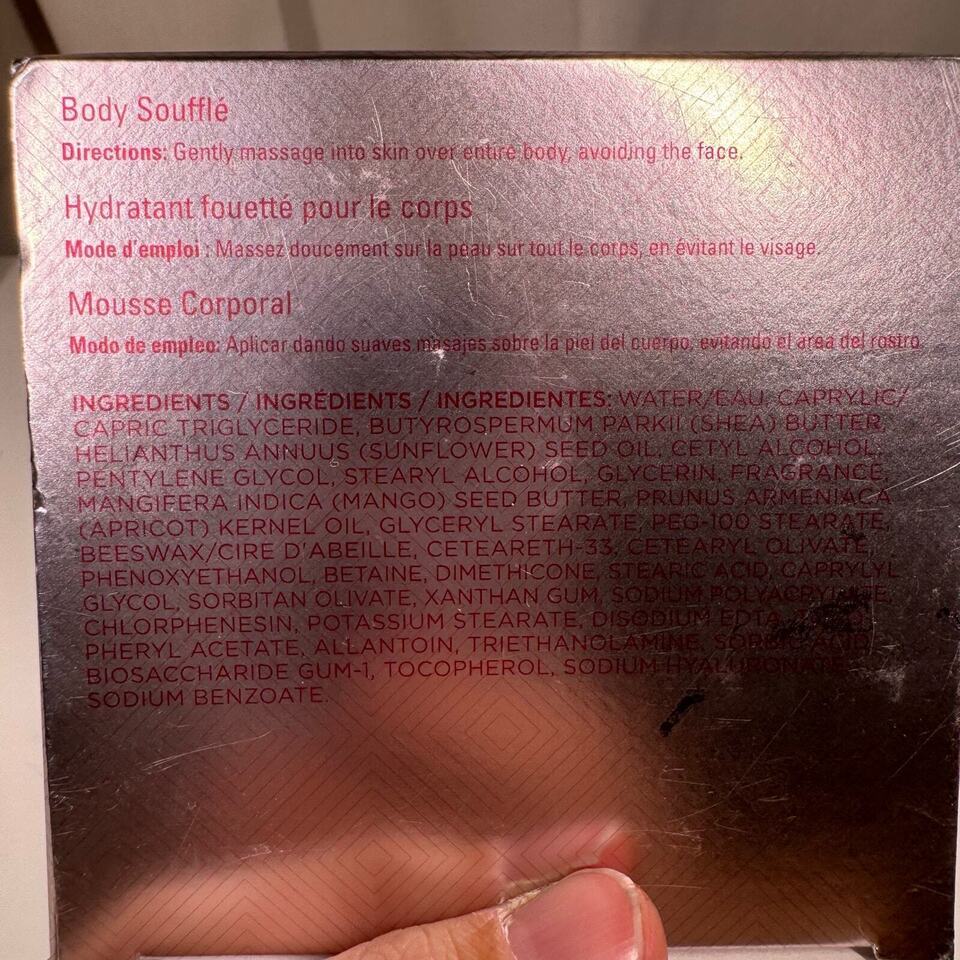 Body Soufflé
Directions: Gently massage into skin over entire body, avoiding the face.
Hydratant fouetté pour le corps
Mode d'emploi : Massez doucement sur la peau sur tout le corps, en évitant le visage.
Mousse Corporal
Modo de empleo: Aplicar dando suaves masajes sobre la piel del cuerpo, evitando el área del rostro.
INGREDIENTS / INGRÉDIENTS / INGREDIENTES: WATER/EAU, CAPRYLIC/
CAPRIC TRIGLYCERIDE, BUTYROSPERMUM PARKII (SHEA) BUTTER,
HELIANTHUS ANNUUS (SUNFLOWER) SEED OIL, CETYL ALCOHOL,
PENTYLENE GLYCOL, STEARYL ALCOHOL, GLYCERIN, FRAGRANCE,
MANGIFERA INDICA (MANGO) SEED BUTTER, PRUNUS ARMENIACA
(APRICOT) KERNEL OIL, GLYCERYL STEARATE, PEG-100 STEARATE,
BEESWAX/CIRE D'ABEILLE, CETEARETH-33, CETEARYL OLIVATE,
PHENOXYETHANOL, BETAINE, DIMETHICONE, STEARIC ACID, CAPRYLYL
GLYCOL, SORBITAN OLIVATE, XANTHAN GUM, SODIUM POLYACRYLATE,
CHLORPHENESIN, POTASSIUM STEARATE, DISODIUM EDTA,
PHERYL ACETATE, ALLANTOIN, TRIETHANOLAMINE, SORBIC ACID,
BIOSACCHARIDE GUM-1, TOCOPHEROL, SODIUM HYALURONATE,
SODIUM BENZOATE.